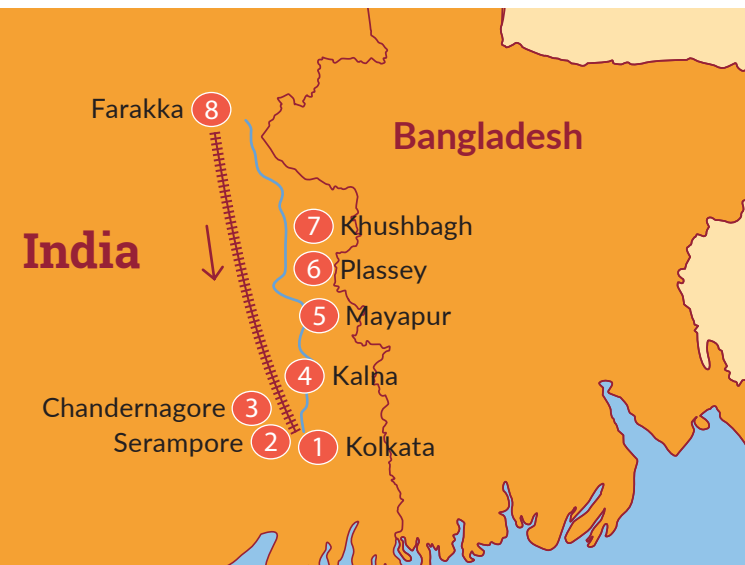 Farakka 8
Bangladesh
7 Khushbagh
India
6 Plassey
5 Mayapur
4 Kalna
Chandernagore 3
Serampore 2
1 Kolkata